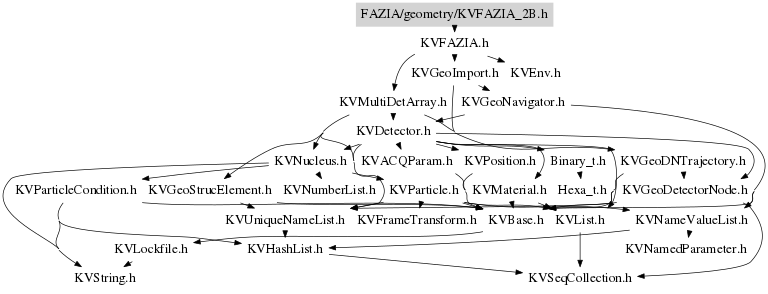 FAZIA/geometry/KVFAZIA_2B.h
KVFAZIA.h
KVGeoImport.h KVEnv.h
KVMultiDetArray.h KVGeoNavigator.h
KVDetector.h
KVNucleus.h KVACQParam.h KVPosition.h Binary_t.h KVGeoDNTrajectory.h
KVParticleCondition.h KVGeoStrucElement.h KVNumberList.h KVParticle.h KVMaterial.h Hexa_t.h KVGeoDetectorNode.h
KVUniqueNameList.h KVFrameTransform.h KVBase.h KVList.h KVNameValueList.h
KVLockfile.h KVHashList.h KVNamedParameter.h
KVString.h KVSeqCollection.h